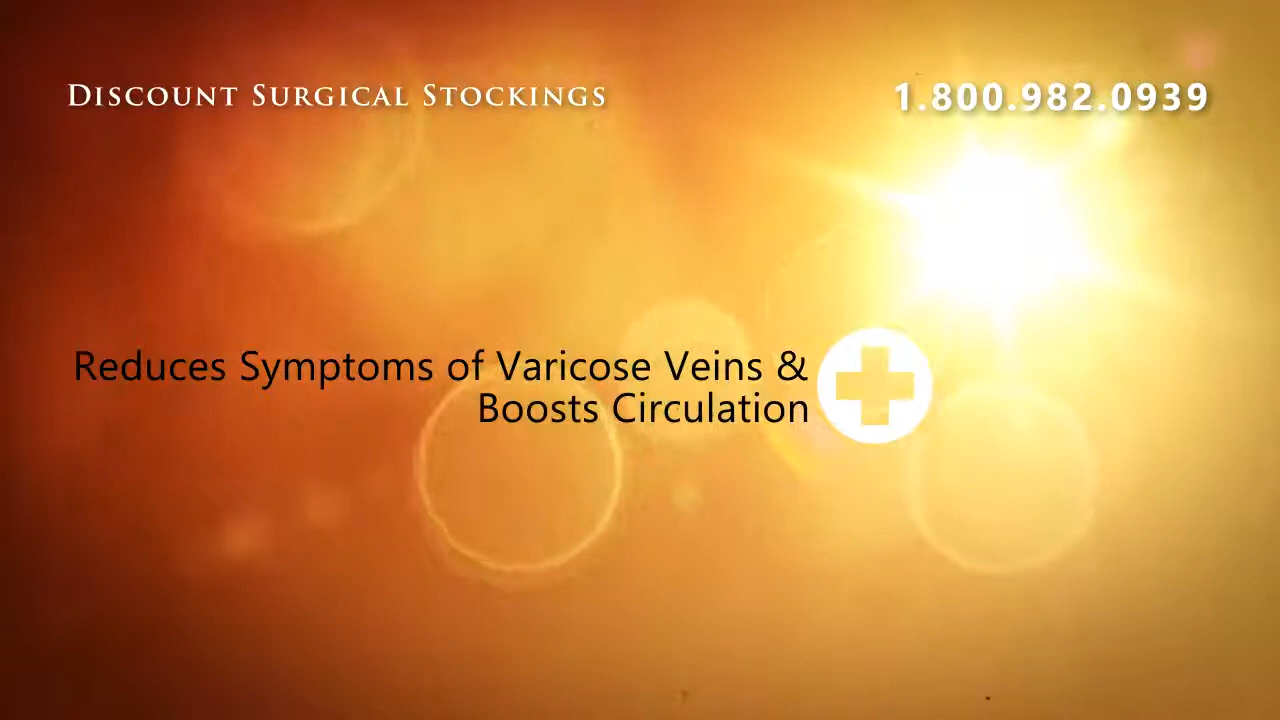 Discount Surgical Stockings
1.800.982.0939
Reduces Symptoms of Varicose Veins &
Boosts Circulation